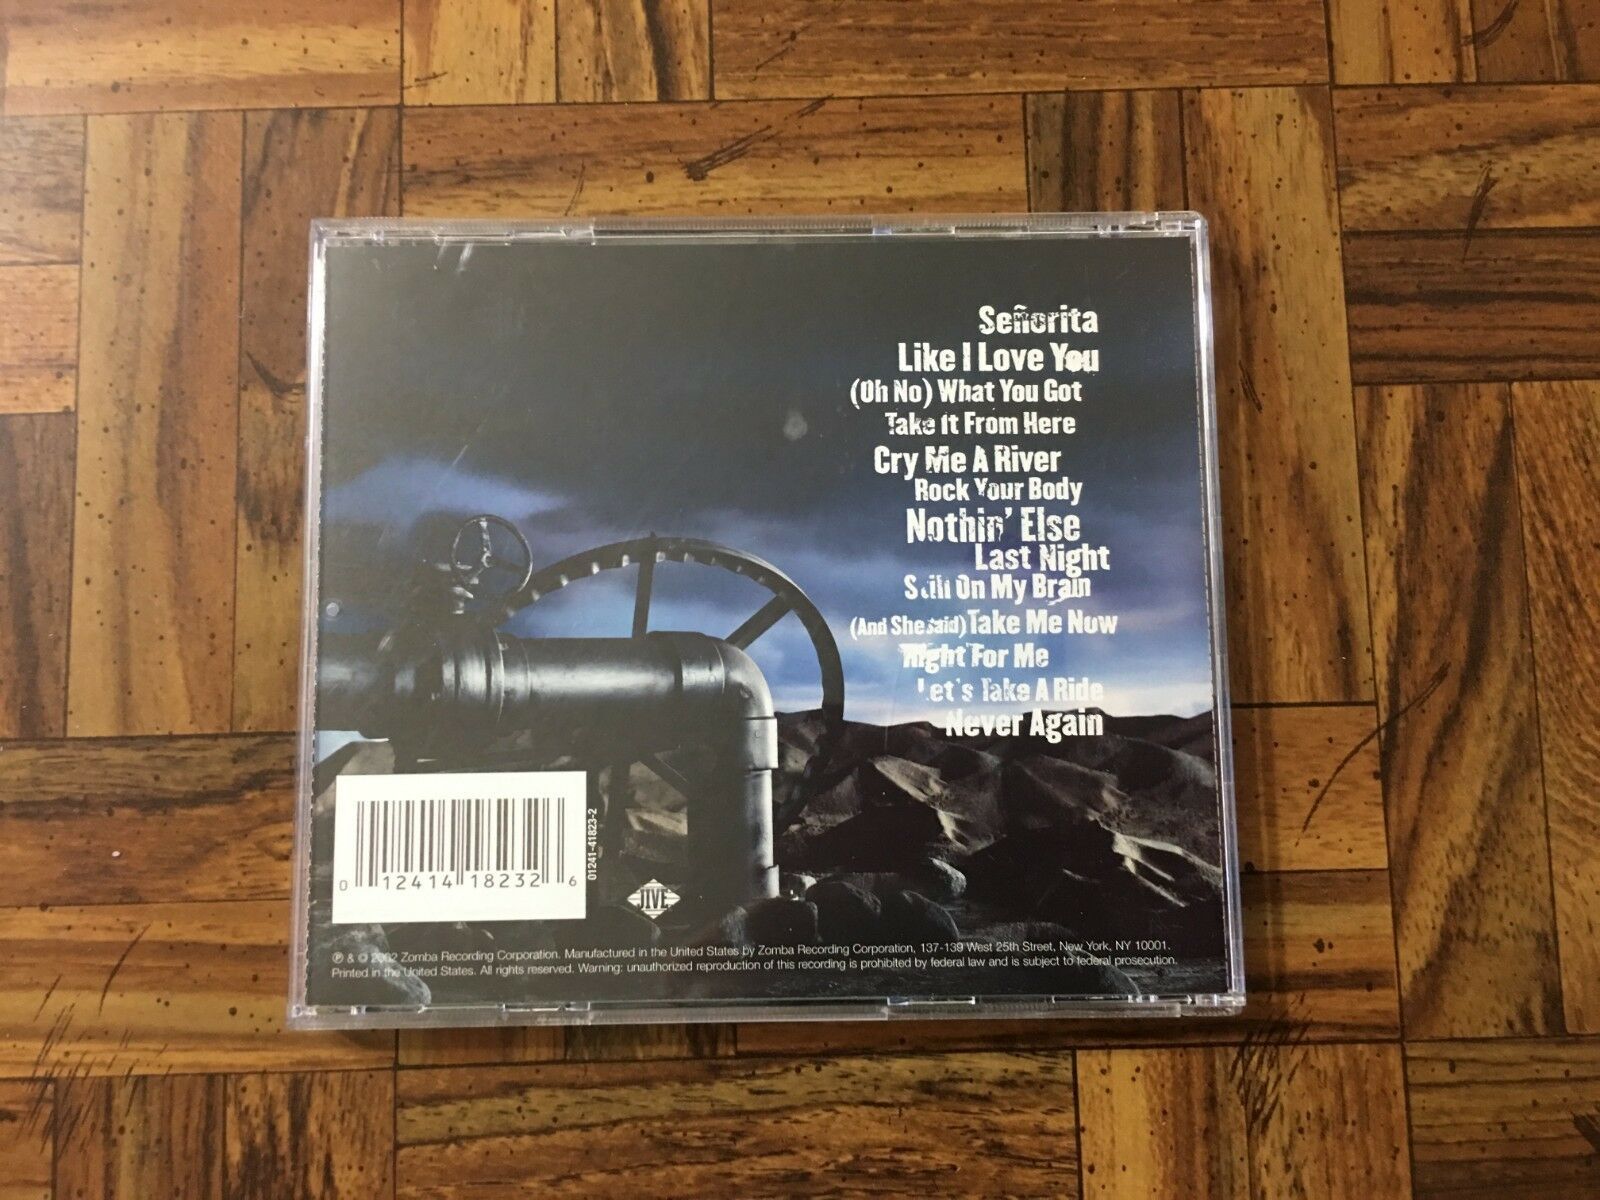 Señorita
Like I Love You
(Oh No) What You Got
Take It From Here
Cry Me A River
Rock Your Body
Nothin' Else
Last Night
Still On My Brain
(And She Said) Take Me Now
Right For Me
Let's Take A Ride
Never Again
0 12414 18232 6
01241-41823-2
JIVE
℗ & © 2002 Zomba Recording Corporation. Manufactured in the United States by Zomba Recording Corporation, 137-139 West 25th Street, New York, NY 10001.
Printed in the United States. All rights reserved. Warning: unauthorized reproduction of this recording is prohibited by federal law and is subject to federal prosecution.